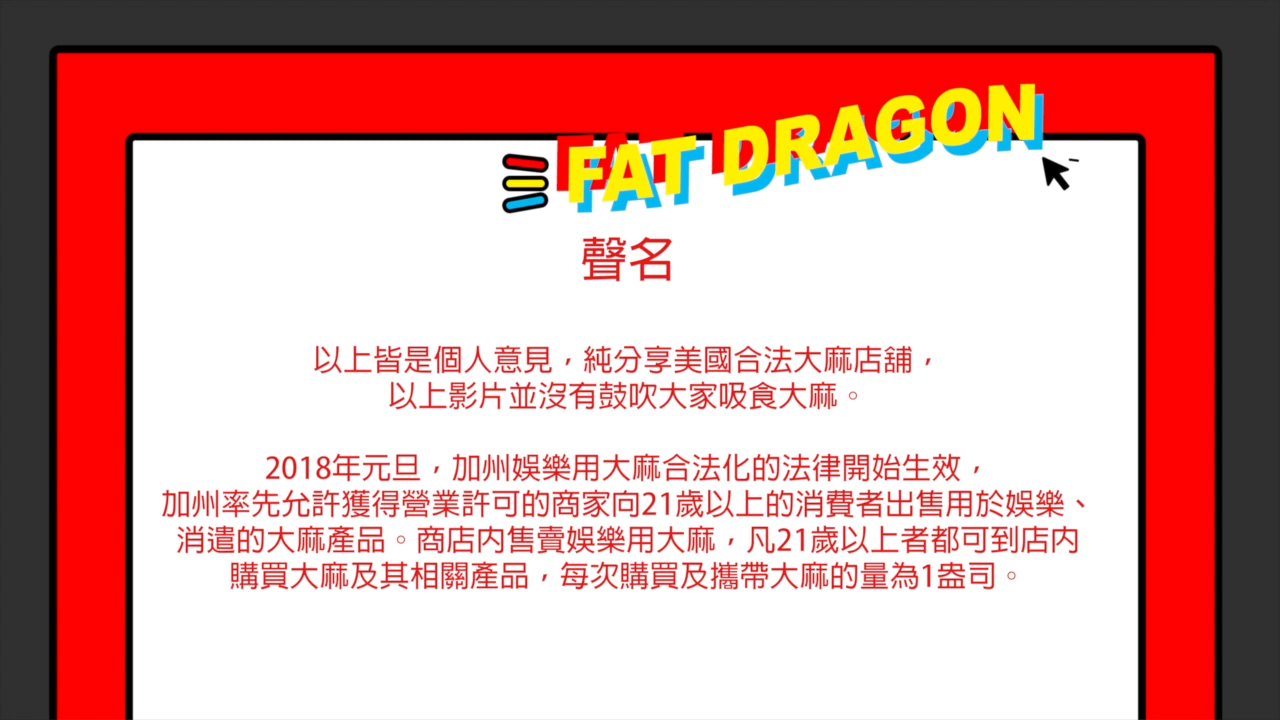 FAT DRAGON
聲名
以上皆是個人意見，純分享美國合法大麻店舖，
以上影片並沒有鼓吹大家吸食大麻。
2018年元旦，加州娛樂用大麻合法化的法律開始生效，
加州率先允許獲得營業許可的商家向21歲以上的消費者出售用於娛樂、
消遣的大麻產品。商店内售賣娛樂用大麻，凡21歲以上者都可到店内
購買大麻及其相關產品，每次購買及攜帶大麻的量為1盎司。